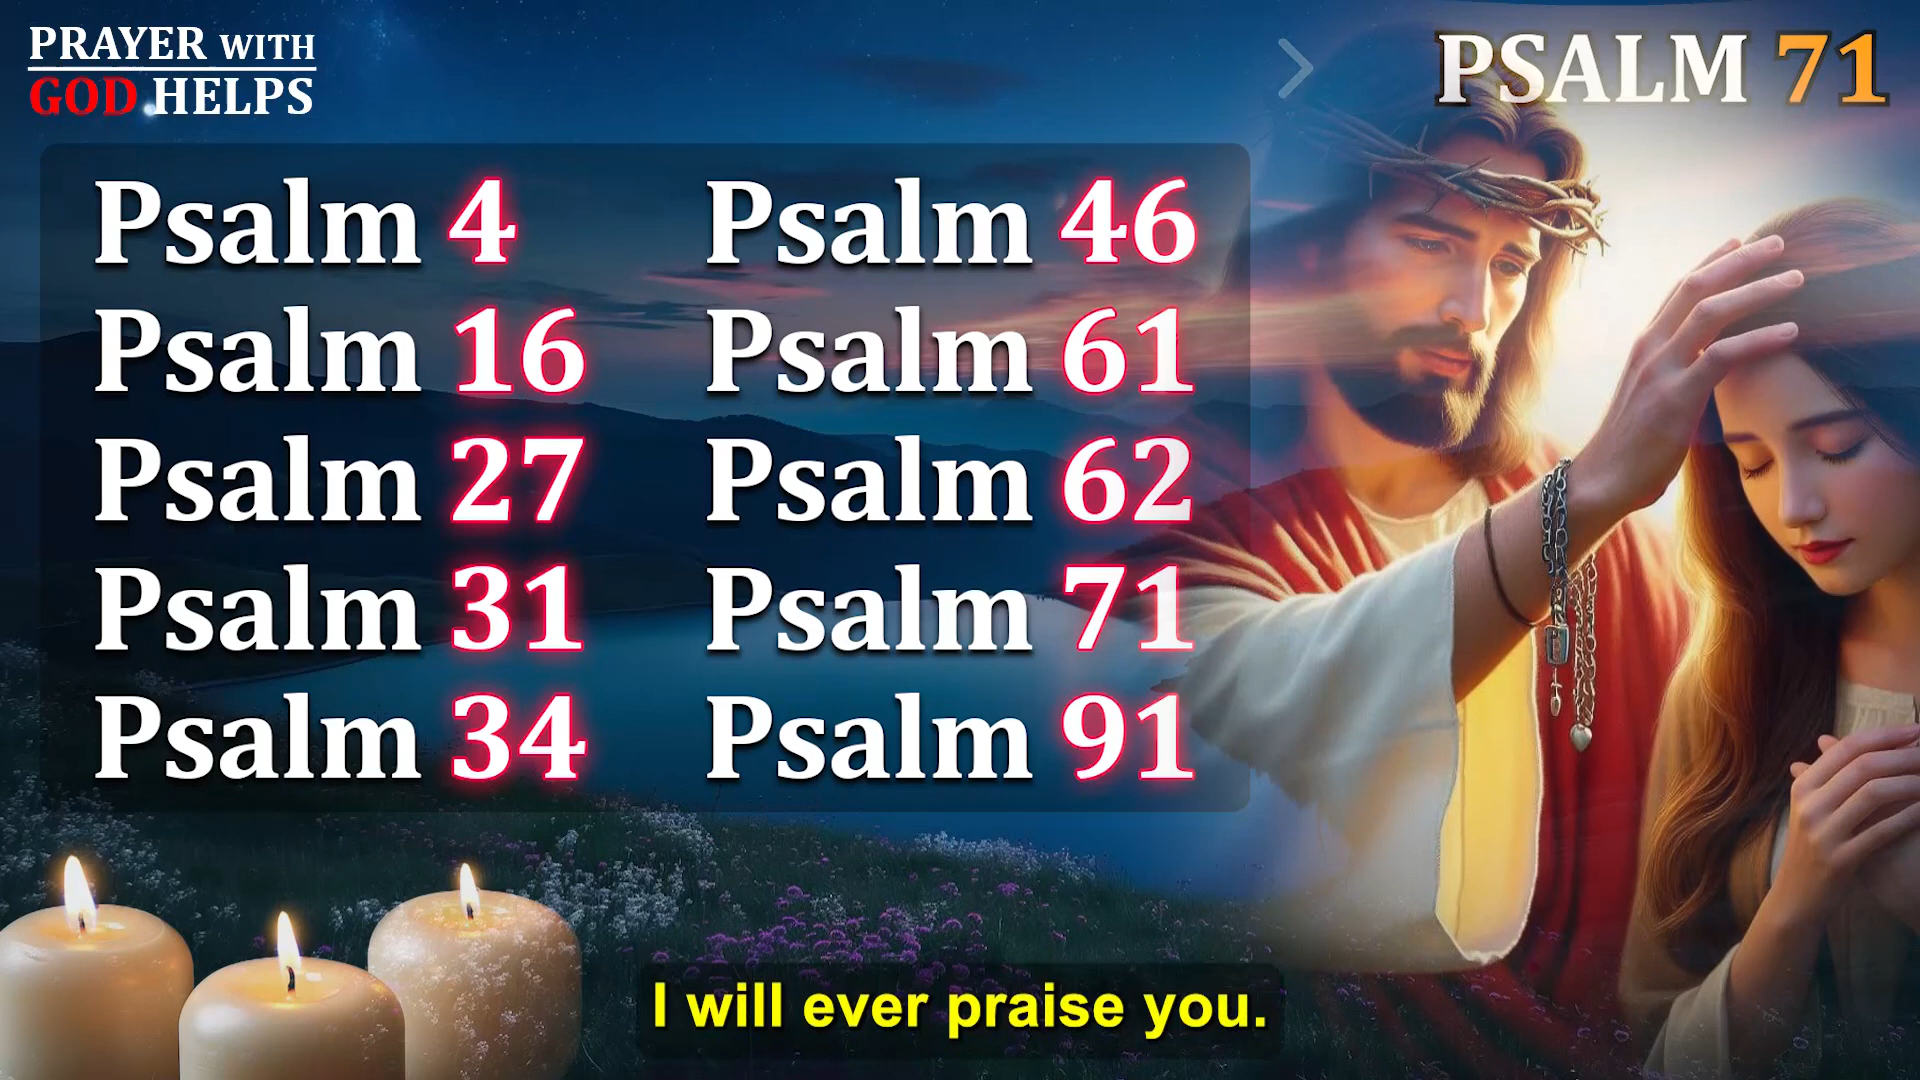 PRAYER WITH
GOD HELPS
PSALM 71
Psalm 4
Psalm 16
Psalm 27
Psalm 31
Psalm 34
Psalm 46
Psalm 61
Psalm 62
Psalm 71
Psalm 91
I will ever praise you.